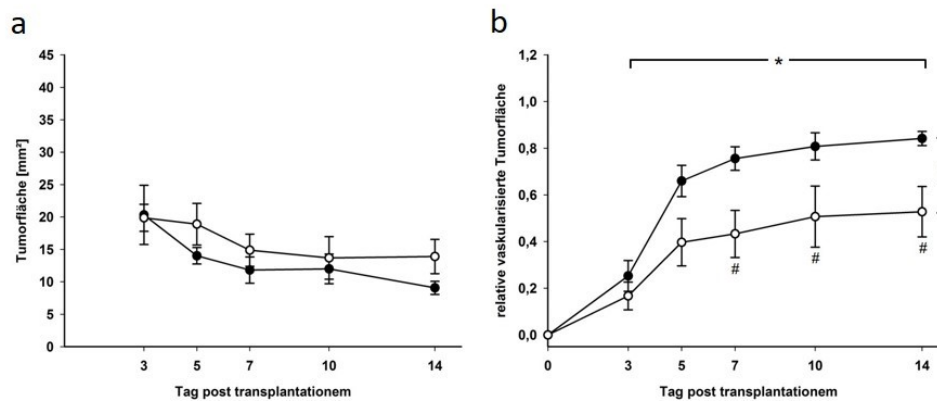 a
45
40
35
30
25
20
15
10
5
0
Tumorfläche [mm²]
3 5 7 10 14
Tag post transplantationem
b
1,2
1,0
0,8
0,6
0,4
0,2
0,0
relative vaskularisierte Tumorfläche
*
# # #
0 3 5 7 10 14
Tag post transplantationem